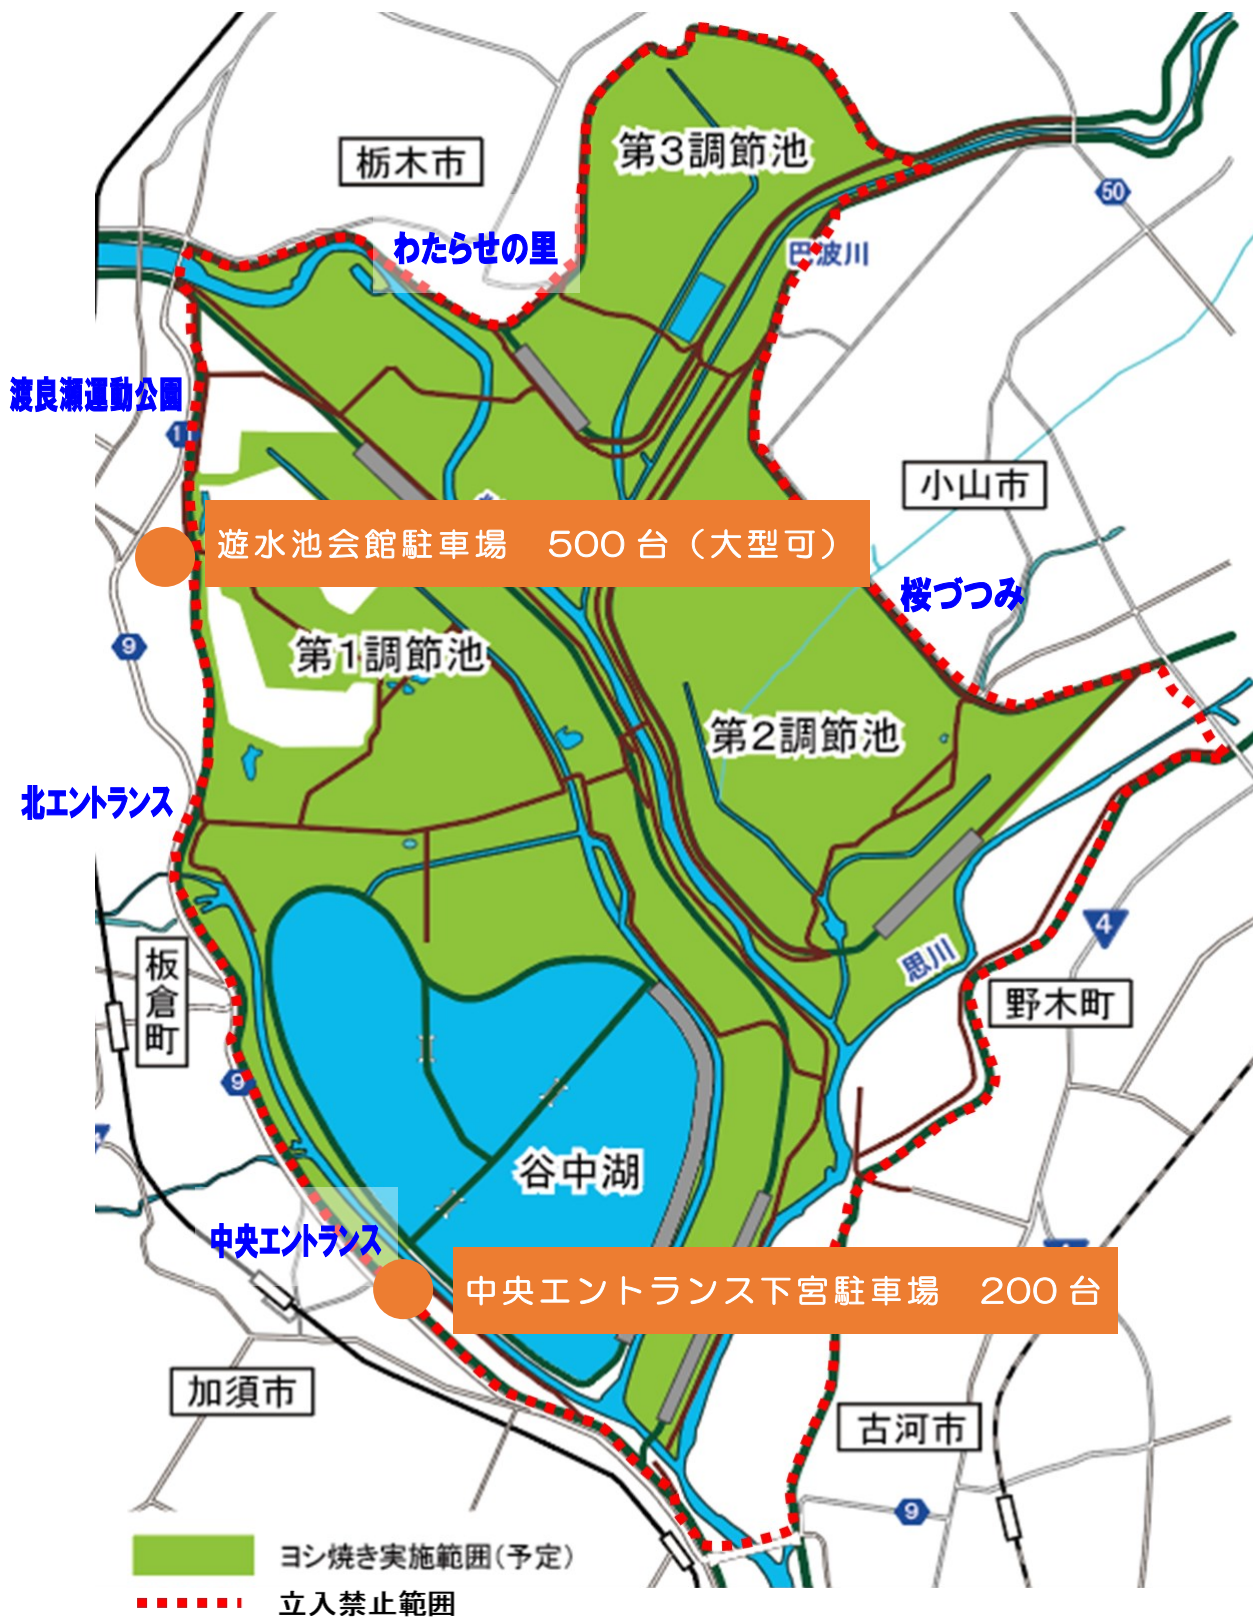 第3調節池
栃木市
50
わたらせの里
巴波川
渡良瀬運動公園
1
小山市
遊水池会館駐車場　500台（大型可）
桜づつみ
9
第1調節池
第2調節池
北エントランス
4
思川
板倉町
野木町
9
谷中湖
中央エントランス
中央エントランス下宮駐車場　200台
加須市
古河市
9
ヨシ焼き実施範囲(予定)
立入禁止範囲